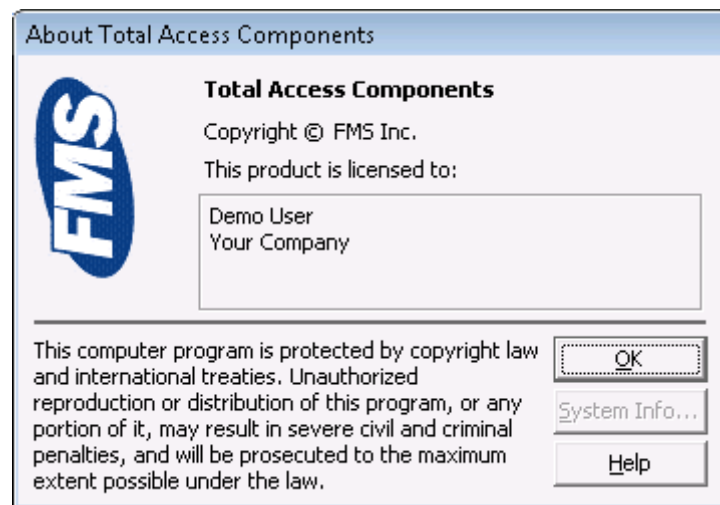 About Total Access Components
FMS
Total Access Components
Copyright © FMS Inc.
This product is licensed to:
Demo User
Your Company
This computer program is protected by copyright law
and international treaties. Unauthorized
reproduction or distribution of this program, or any
portion of it, may result in severe civil and criminal
penalties, and will be prosecuted to the maximum
extent possible under the law.
OK
System Info...
Help